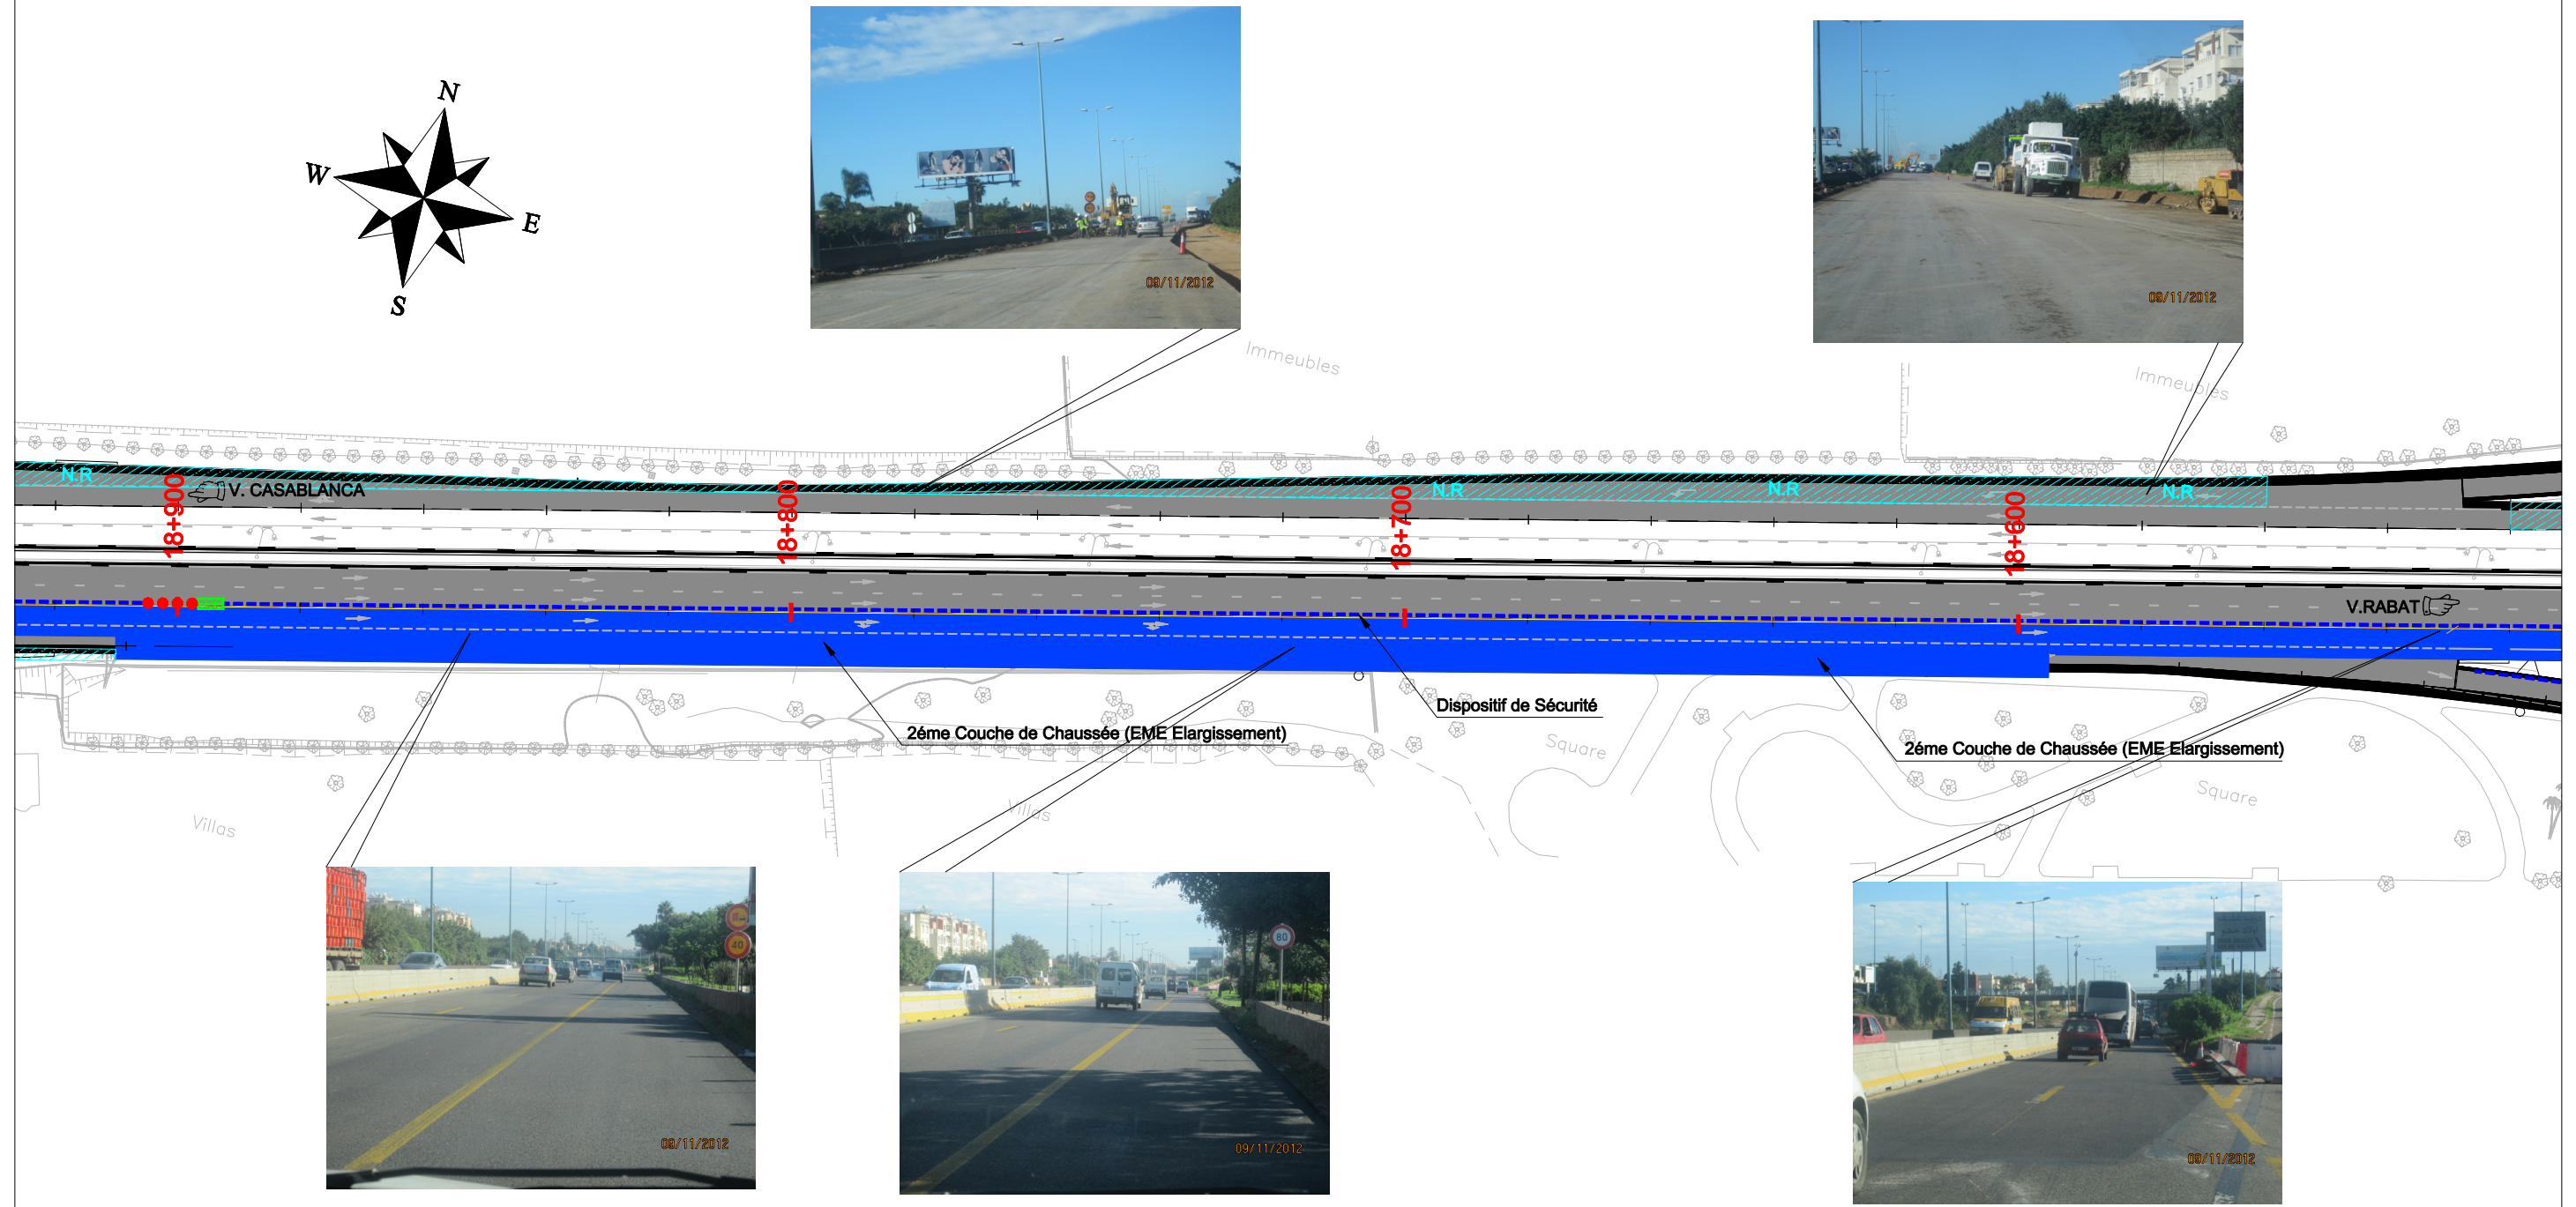 N
W
E
S
09/11/2012
09/11/2012
Immeubles
Immeubles
N.R
18+900
V. CASABLANCA
18+800
18+700
N.R
N.R
18+600
N.R
V.RABAT
Dispositif de Sécurité
2éme Couche de Chaussée (EME Elargissement)
2éme Couche de Chaussée (EME Elargissement)
Square
Square
Villas
Villas
40
09/11/2012
60
09/11/2012
09/11/2012